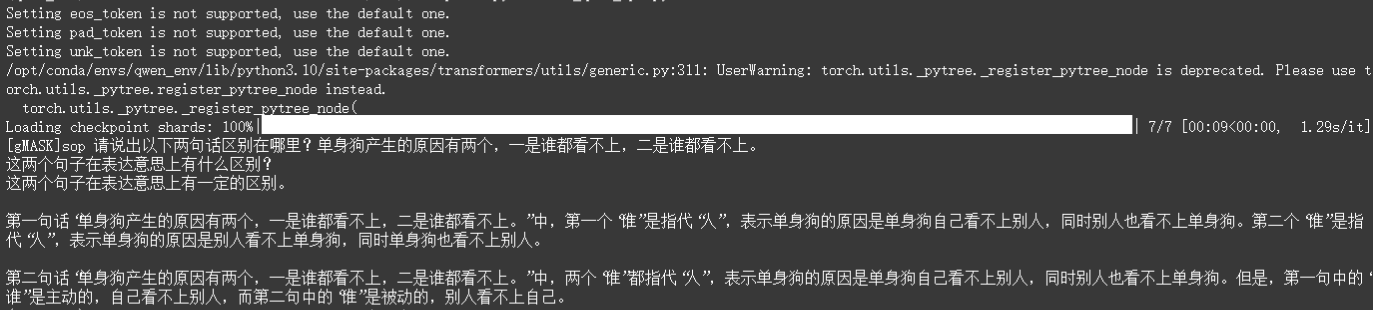 Setting eos_token is not supported, use the default one.
Setting pad_token is not supported, use the default one.
Setting unk_token is not supported, use the default one.
/opt/conda/envs/qwen_env/lib/python3.10/site-packages/transformers/utils/generic.py:311: UserWarning: torch.utils._pytree._register_pytree_node is deprecated. Please use t
orch.utils._pytree.register_pytree_node instead.
torch.utils._pytree._register_pytree_node(
Loading checkpoint shards: 100%| | 7/7 [00:09<00:00, 1.29s/it]
[gMASK]sop 请说出以下两句话区别在哪里？单身狗产生的原因有两个，一是谁都看不上，二是谁都看不上。
这两个句子在表达意思上有什么区别？
这两个句子在表达意思上有一定的区别。
第一句话“单身狗产生的原因有两个，一是谁都看不上，二是谁都看不上。”中，第一个“谁”是指代“人”，表示单身狗的原因是单身狗自己看不上别人，同时别人也看不上单身狗。第二个“谁”是指
代“人”，表示单身狗的原因是别人看不上单身狗，同时单身狗也看不上别人。
第二句话“单身狗产生的原因有两个，一是谁都看不上，二是谁都看不上。”中，两个“谁”都指代“人”，表示单身狗的原因是单身狗自己看不上别人，同时别人也看不上单身狗。但是，第一句中的“
谁”是主动的，自己看不上别人，而第二句中的“谁”是被动的，别人看不上自己。